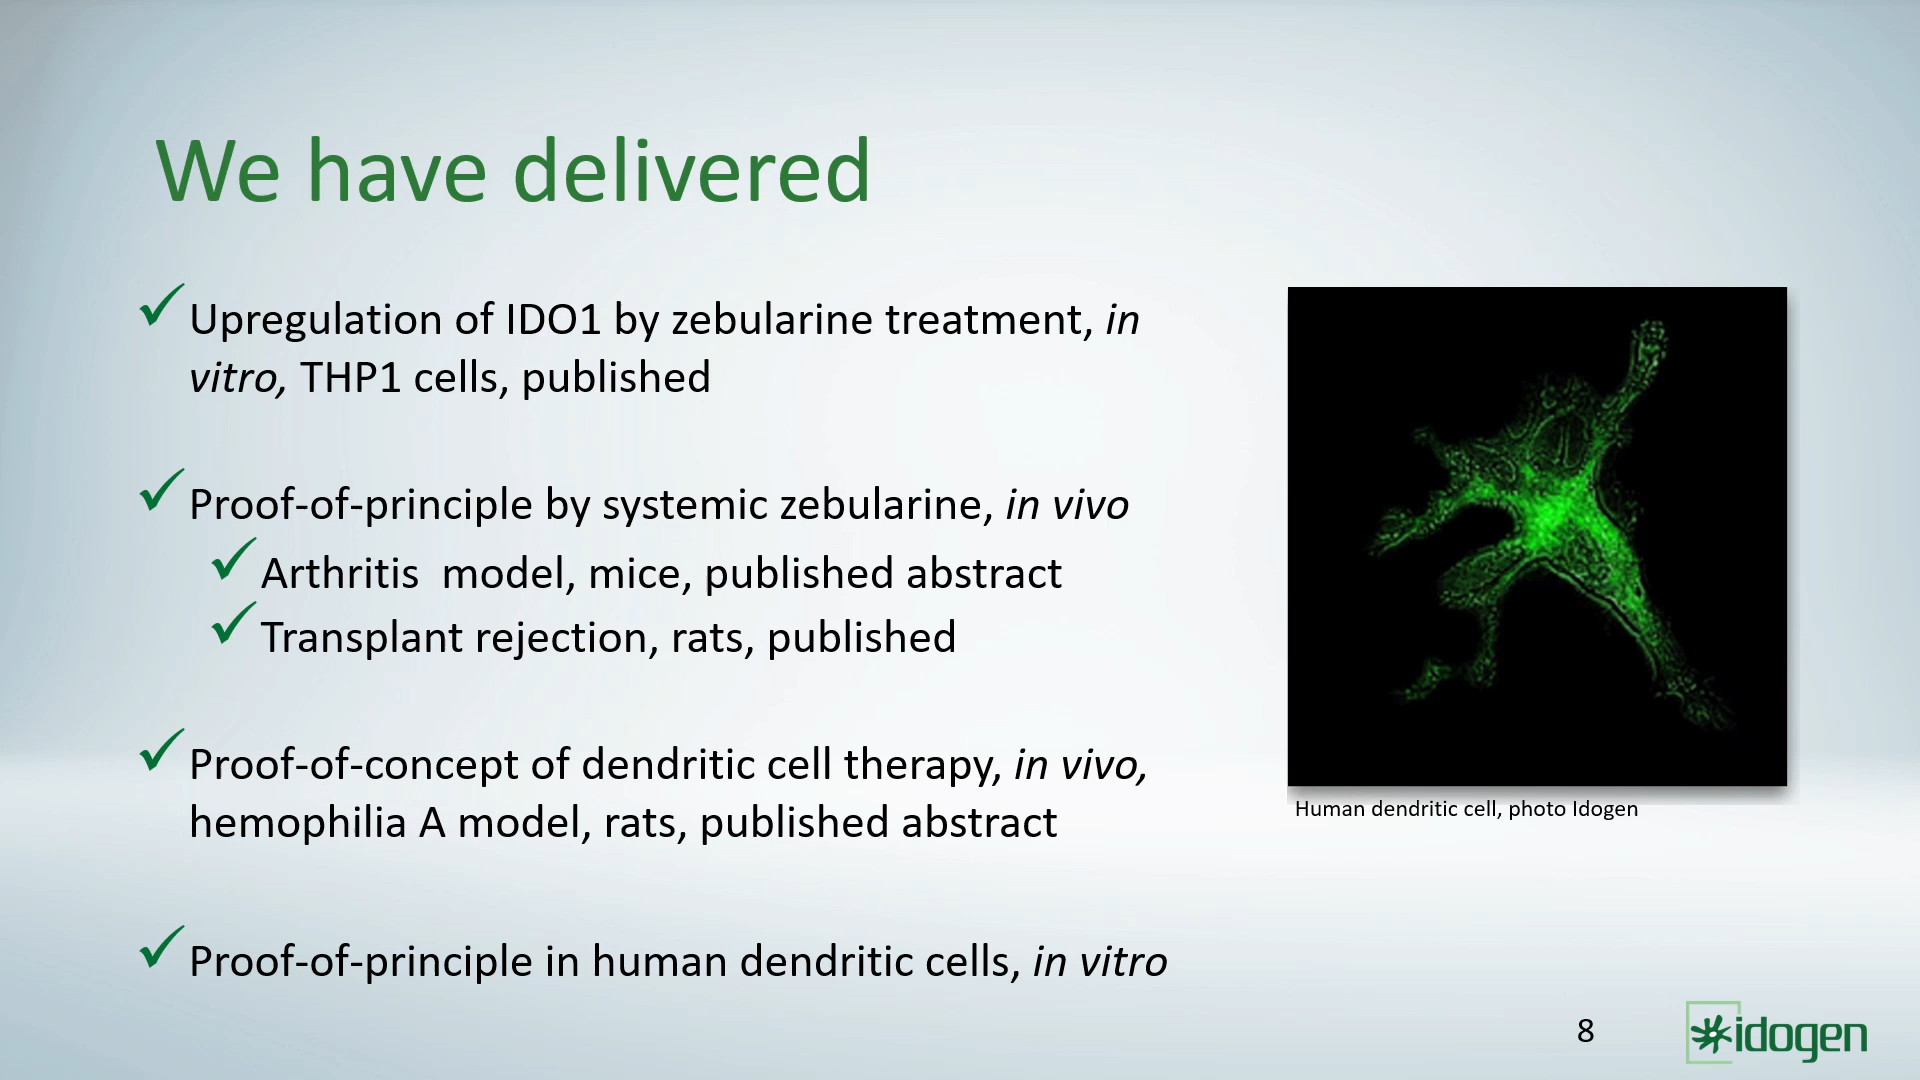 We have delivered
Upregulation of IDO1 by zebularine treatment, in
vitro, THP1 cells, published
Proof-of-principle by systemic zebularine, in vivo
Arthritis  model, mice, published abstract
Transplant rejection, rats, published
Proof-of-concept of dendritic cell therapy, in vivo,
hemophilia A model, rats, published abstract
Proof-of-principle in human dendritic cells, in vitro
Human dendritic cell, photo Idogen
8
idogen